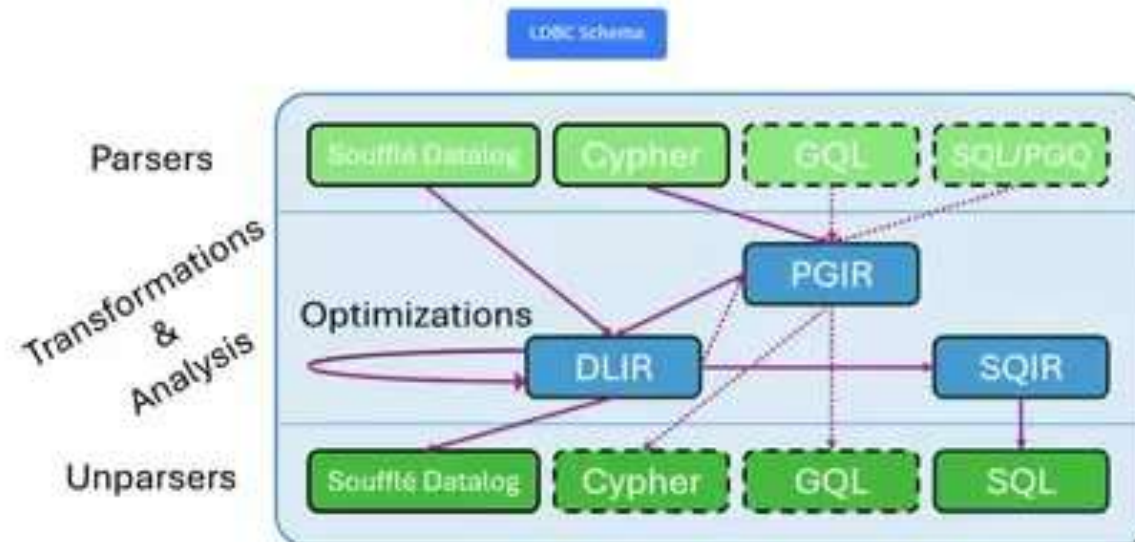 LDBC Schema
Parsers
Soufflé Datalog
Cypher
GQL
SQL/PGQ
Transformations
&
Analysis
Optimizations
PGIR
DLIR
SQIR
Unparsers
Soufflé Datalog
Cypher
GQL
SQL